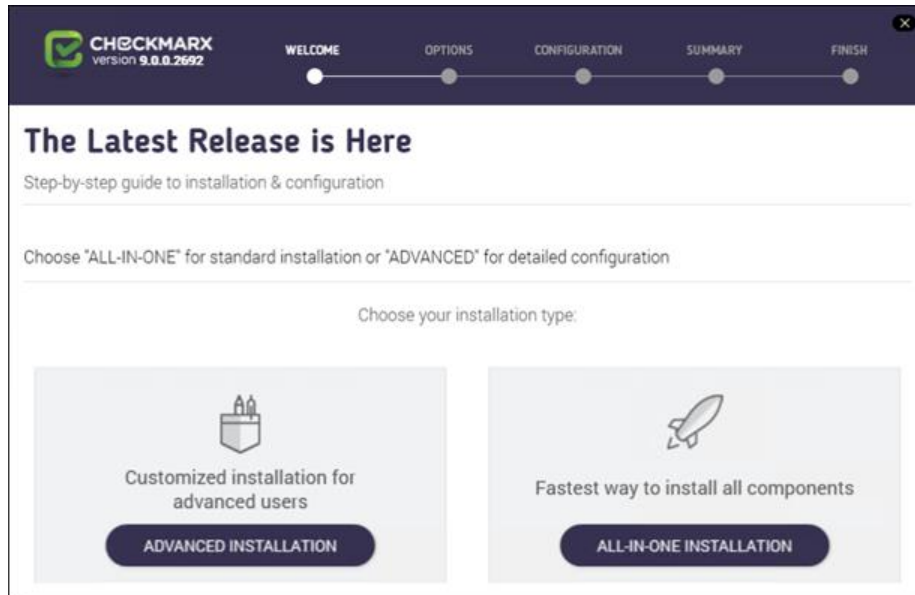 CHECKMARX
version 9.0.0.2692
WELCOME
OPTIONS
CONFIGURATION
SUMMARY
FINISH
The Latest Release is Here
Step-by-step guide to installation & configuration
Choose "ALL-IN-ONE" for standard installation or "ADVANCED" for detailed configuration
Choose your installation type:
Customized installation for
advanced users
ADVANCED INSTALLATION
Fastest way to install all components
ALL-IN-ONE INSTALLATION